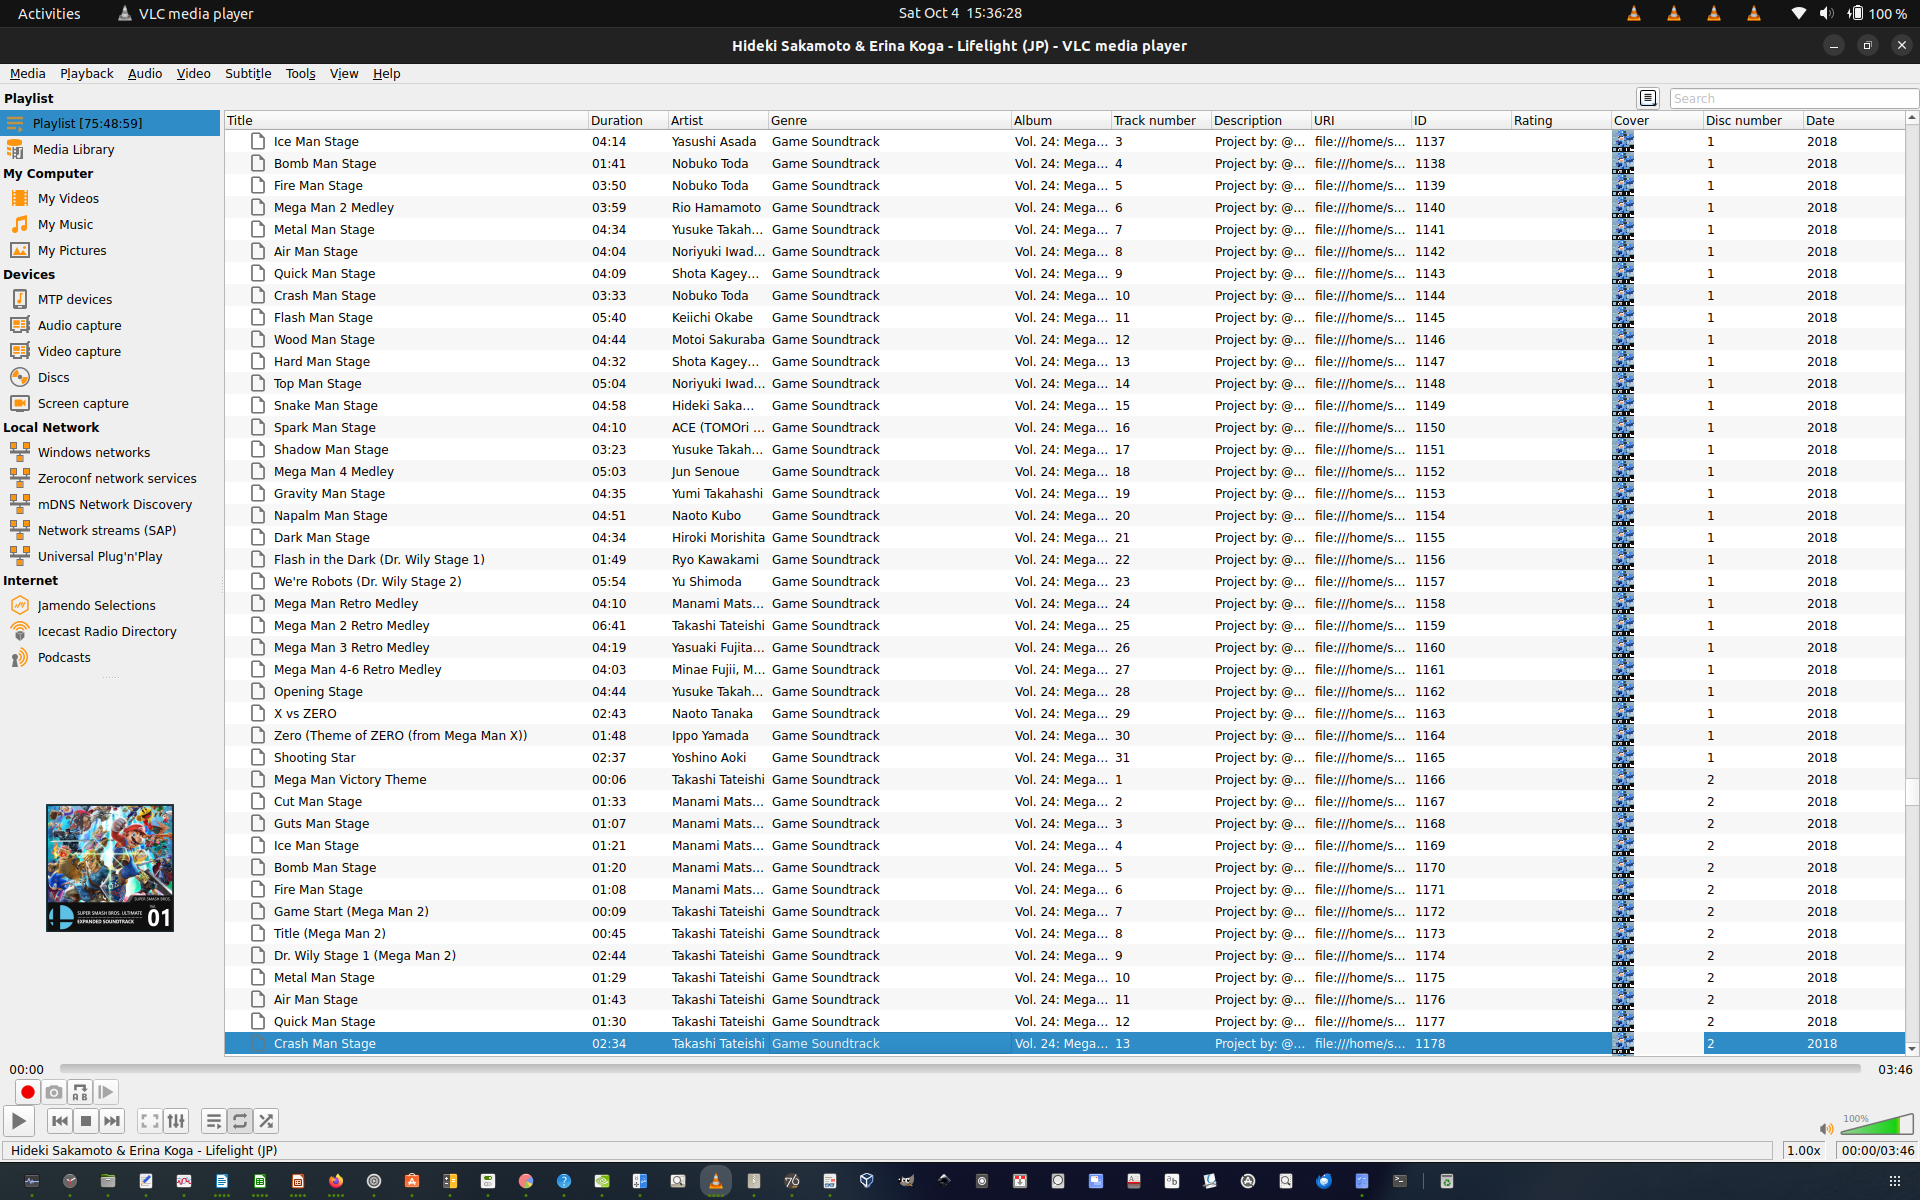 Activities VLC media player Sat Oct 4 15:36:28 100 %
Hideki Sakamoto & Erina Koga - Lifelight (JP) - VLC media player
Media Playback Audio Video Subtitle Tools View Help
Playlist
Search
Playlist [75:48:59]
Media Library
My Computer
My Videos
My Music
My Pictures
Devices
MTP devices
Audio capture
Video capture
Discs
Screen capture
Local Network
Windows networks
Zeroconf network services
mDNS Network Discovery
Network streams (SAP)
Universal Plug'n'Play
Internet
Jamendo Selections
Icecast Radio Directory
Podcasts
SUPER SMASH BROS. ULTIMATE
EXPANDED SOUNDTRACK
01
Title Duration Artist Genre Album Track number Description URI ID Rating Cover Disc number Date
Ice Man Stage 04:14 Yasushi Asada Game Soundtrack Vol. 24: Mega... 3 Project by: @... file:///home/s... 1137 1 2018
Bomb Man Stage 01:41 Nobuko Toda Game Soundtrack Vol. 24: Mega... 4 Project by: @... file:///home/s... 1138 1 2018
Fire Man Stage 03:50 Nobuko Toda Game Soundtrack Vol. 24: Mega... 5 Project by: @... file:///home/s... 1139 1 2018
Mega Man 2 Medley 03:59 Rio Hamamoto Game Soundtrack Vol. 24: Mega... 6 Project by: @... file:///home/s... 1140 1 2018
Metal Man Stage 04:34 Yusuke Takah... Game Soundtrack Vol. 24: Mega... 7 Project by: @... file:///home/s... 1141 1 2018
Air Man Stage 04:04 Noriyuki Iwad... Game Soundtrack Vol. 24: Mega... 8 Project by: @... file:///home/s... 1142 1 2018
Quick Man Stage 04:09 Shota Kagey... Game Soundtrack Vol. 24: Mega... 9 Project by: @... file:///home/s... 1143 1 2018
Crash Man Stage 03:33 Nobuko Toda Game Soundtrack Vol. 24: Mega... 10 Project by: @... file:///home/s... 1144 1 2018
Flash Man Stage 05:40 Keiichi Okabe Game Soundtrack Vol. 24: Mega... 11 Project by: @... file:///home/s... 1145 1 2018
Wood Man Stage 04:44 Motoi Sakuraba Game Soundtrack Vol. 24: Mega... 12 Project by: @... file:///home/s... 1146 1 2018
Hard Man Stage 04:32 Shota Kagey... Game Soundtrack Vol. 24: Mega... 13 Project by: @... file:///home/s... 1147 1 2018
Top Man Stage 05:04 Noriyuki Iwad... Game Soundtrack Vol. 24: Mega... 14 Project by: @... file:///home/s... 1148 1 2018
Snake Man Stage 04:58 Hideki Saka... Game Soundtrack Vol. 24: Mega... 15 Project by: @... file:///home/s... 1149 1 2018
Spark Man Stage 04:10 ACE (TOMOri ... Game Soundtrack Vol. 24: Mega... 16 Project by: @... file:///home/s... 1150 1 2018
Shadow Man Stage 03:23 Yusuke Takah... Game Soundtrack Vol. 24: Mega... 17 Project by: @... file:///home/s... 1151 1 2018
Mega Man 4 Medley 05:03 Jun Senoue Game Soundtrack Vol. 24: Mega... 18 Project by: @... file:///home/s... 1152 1 2018
Gravity Man Stage 04:35 Yumi Takahashi Game Soundtrack Vol. 24: Mega... 19 Project by: @... file:///home/s... 1153 1 2018
Napalm Man Stage 04:51 Naoto Kubo Game Soundtrack Vol. 24: Mega... 20 Project by: @... file:///home/s... 1154 1 2018
Dark Man Stage 04:34 Hiroki Morishita Game Soundtrack Vol. 24: Mega... 21 Project by: @... file:///home/s... 1155 1 2018
Flash in the Dark (Dr. Wily Stage 1) 01:49 Ryo Kawakami Game Soundtrack Vol. 24: Mega... 22 Project by: @... file:///home/s... 1156 1 2018
We're Robots (Dr. Wily Stage 2) 05:54 Yu Shimoda Game Soundtrack Vol. 24: Mega... 23 Project by: @... file:///home/s... 1157 1 2018
Mega Man Retro Medley 04:10 Manami Mats... Game Soundtrack Vol. 24: Mega... 24 Project by: @... file:///home/s... 1158 1 2018
Mega Man 2 Retro Medley 06:41 Takashi Tateishi Game Soundtrack Vol. 24: Mega... 25 Project by: @... file:///home/s... 1159 1 2018
Mega Man 3 Retro Medley 04:19 Yasuaki Fujita... Game Soundtrack Vol. 24: Mega... 26 Project by: @... file:///home/s... 1160 1 2018
Mega Man 4-6 Retro Medley 04:03 Minae Fujii, M... Game Soundtrack Vol. 24: Mega... 27 Project by: @... file:///home/s... 1161 1 2018
Opening Stage 04:44 Yusuke Takah... Game Soundtrack Vol. 24: Mega... 28 Project by: @... file:///home/s... 1162 1 2018
X vs ZERO 02:43 Naoto Tanaka Game Soundtrack Vol. 24: Mega... 29 Project by: @... file:///home/s... 1163 1 2018
Zero (Theme of ZERO (from Mega Man X)) 01:48 Ippo Yamada Game Soundtrack Vol. 24: Mega... 30 Project by: @... file:///home/s... 1164 1 2018
Shooting Star 02:37 Yoshino Aoki Game Soundtrack Vol. 24: Mega... 31 Project by: @... file:///home/s... 1165 1 2018
Mega Man Victory Theme 00:06 Takashi Tateishi Game Soundtrack Vol. 24: Mega... 1 Project by: @... file:///home/s... 1166 2 2018
Cut Man Stage 01:33 Manami Mats... Game Soundtrack Vol. 24: Mega... 2 Project by: @... file:///home/s... 1167 2 2018
Guts Man Stage 01:07 Manami Mats... Game Soundtrack Vol. 24: Mega... 3 Project by: @... file:///home/s... 1168 2 2018
Ice Man Stage 01:21 Manami Mats... Game Soundtrack Vol. 24: Mega... 4 Project by: @... file:///home/s... 1169 2 2018
Bomb Man Stage 01:20 Manami Mats... Game Soundtrack Vol. 24: Mega... 5 Project by: @... file:///home/s... 1170 2 2018
Fire Man Stage 01:08 Manami Mats... Game Soundtrack Vol. 24: Mega... 6 Project by: @... file:///home/s... 1171 2 2018
Game Start (Mega Man 2) 00:09 Takashi Tateishi Game Soundtrack Vol. 24: Mega... 7 Project by: @... file:///home/s... 1172 2 2018
Title (Mega Man 2) 00:45 Takashi Tateishi Game Soundtrack Vol. 24: Mega... 8 Project by: @... file:///home/s... 1173 2 2018
Dr. Wily Stage 1 (Mega Man 2) 02:44 Takashi Tateishi Game Soundtrack Vol. 24: Mega... 9 Project by: @... file:///home/s... 1174 2 2018
Metal Man Stage 01:29 Takashi Tateishi Game Soundtrack Vol. 24: Mega... 10 Project by: @... file:///home/s... 1175 2 2018
Air Man Stage 01:43 Takashi Tateishi Game Soundtrack Vol. 24: Mega... 11 Project by: @... file:///home/s... 1176 2 2018
Quick Man Stage 01:30 Takashi Tateishi Game Soundtrack Vol. 24: Mega... 12 Project by: @... file:///home/s... 1177 2 2018
Crash Man Stage 02:34 Takashi Tateishi Game Soundtrack Vol. 24: Mega... 13 Project by: @... file:///home/s... 1178 2 2018
00:00 03:46
100%
Hideki Sakamoto & Erina Koga - Lifelight (JP) 1.00x 00:00/03:46